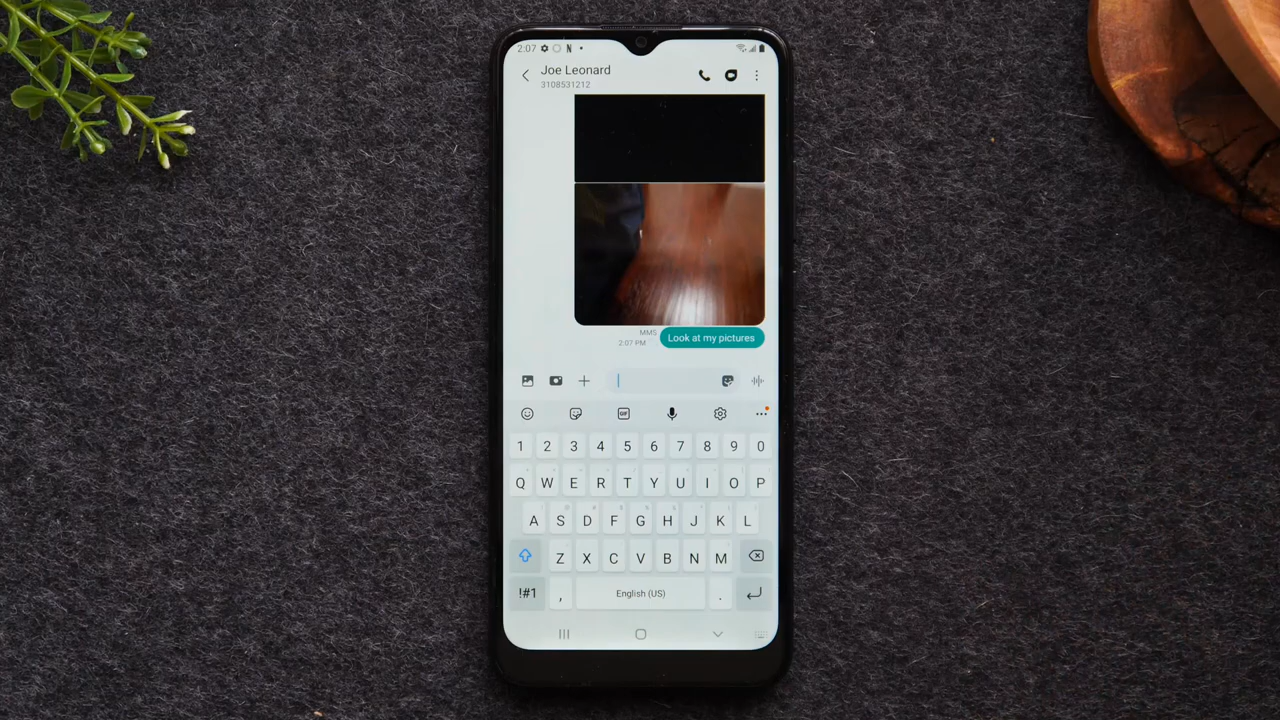 2:07
Joe Leonard
3108531212
MMS
2:07 PM
Look at my pictures
GIF
1 2 3 4 5 6 7 8 9 0
Q W E R T Y U I O P
A S D F G H J K L
Z X C V B N M
!#1 , English (US) .